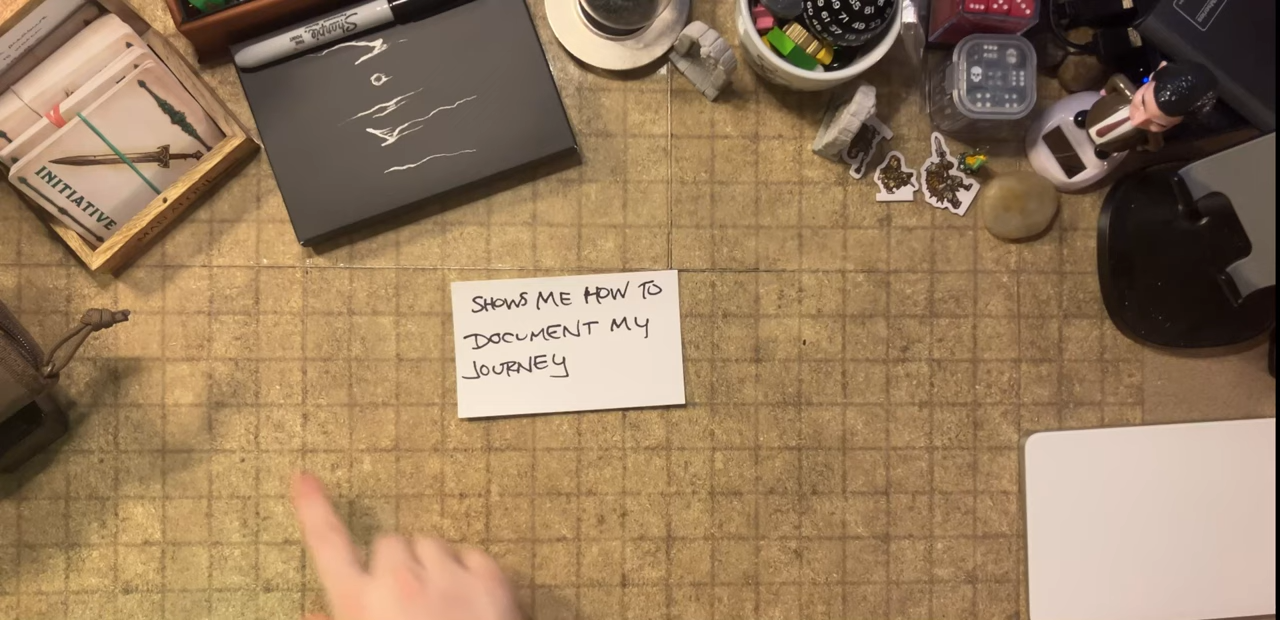 Sharpie
INITIATIVE
SHOWS ME HOW TO
DOCUMENT MY
JOURNEY